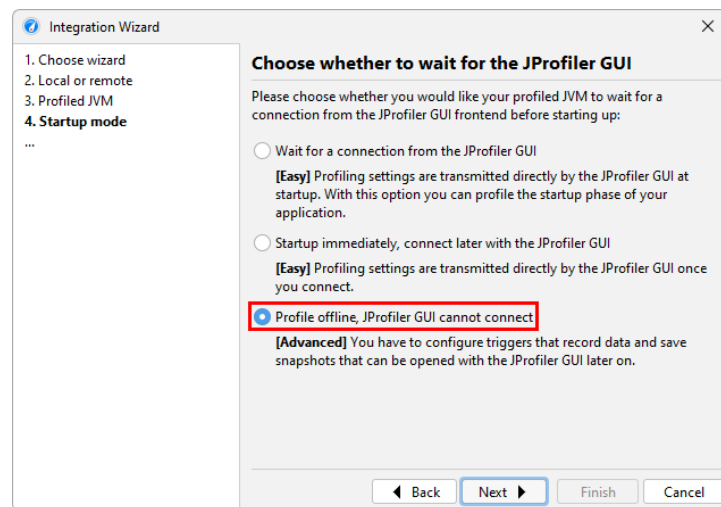 Integration Wizard
1. Choose wizard
2. Local or remote
3. Profiled JVM
4. Startup mode
...
Choose whether to wait for the JProfiler GUI
Please choose whether you would like your profiled JVM to wait for a
connection from the JProfiler GUI frontend before starting up:
Wait for a connection from the JProfiler GUI
[Easy] Profiling settings are transmitted directly by the JProfiler GUI at
startup. With this option you can profile the startup phase of your
application.
Startup immediately, connect later with the JProfiler GUI
[Easy] Profiling settings are transmitted directly by the JProfiler GUI once
you connect.
Profile offline, JProfiler GUI cannot connect
[Advanced] You have to configure triggers that record data and save
snapshots that can be opened with the JProfiler GUI later on.
Back Next Finish Cancel